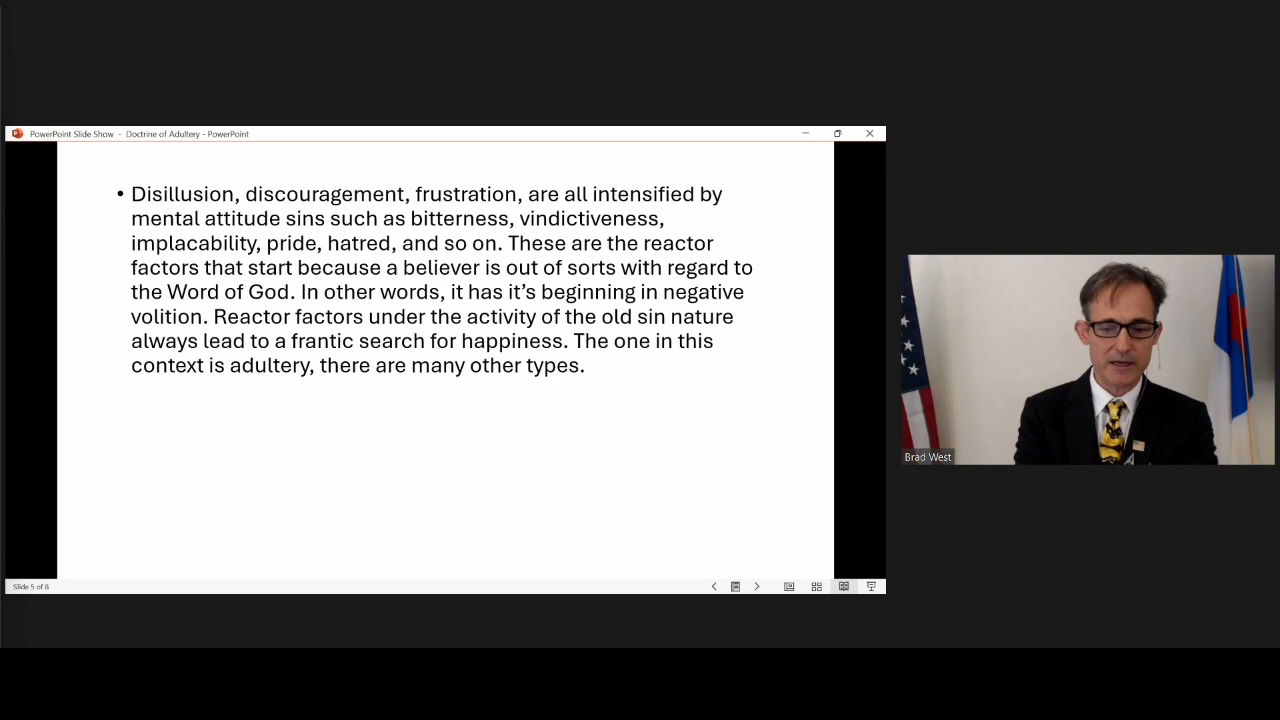 PowerPoint Slide Show - Doctrine of Adultery - PowerPoint
• Disillusion, discouragement, frustration, are all intensified by
mental attitude sins such as bitterness, vindictiveness,
implacability, pride, hatred, and so on. These are the reactor
factors that start because a believer is out of sorts with regard to
the Word of God. In other words, it has it’s beginning in negative
volition. Reactor factors under the activity of the old sin nature
always lead to a frantic search for happiness. The one in this
context is adultery, there are many other types.
Slide 5 of 8
Brad West